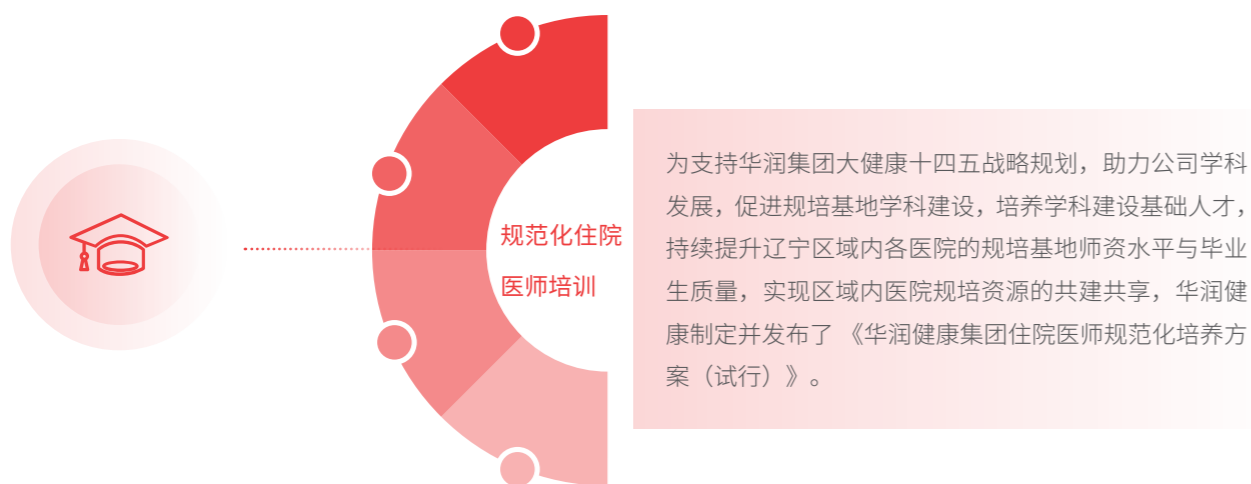 规范化住院
医师培训
为支持华润集团大健康十四五战略规划，助力公司学科
发展，促进规培基地学科建设，培养学科建设基础人才，
持续提升辽宁区域内各医院的规培基地师资水平与毕业
生质量，实现区域内医院规培资源的共建共享，华润健
康制定并发布了 《华润健康集团住院医师规范化培养方
案（试行）》。